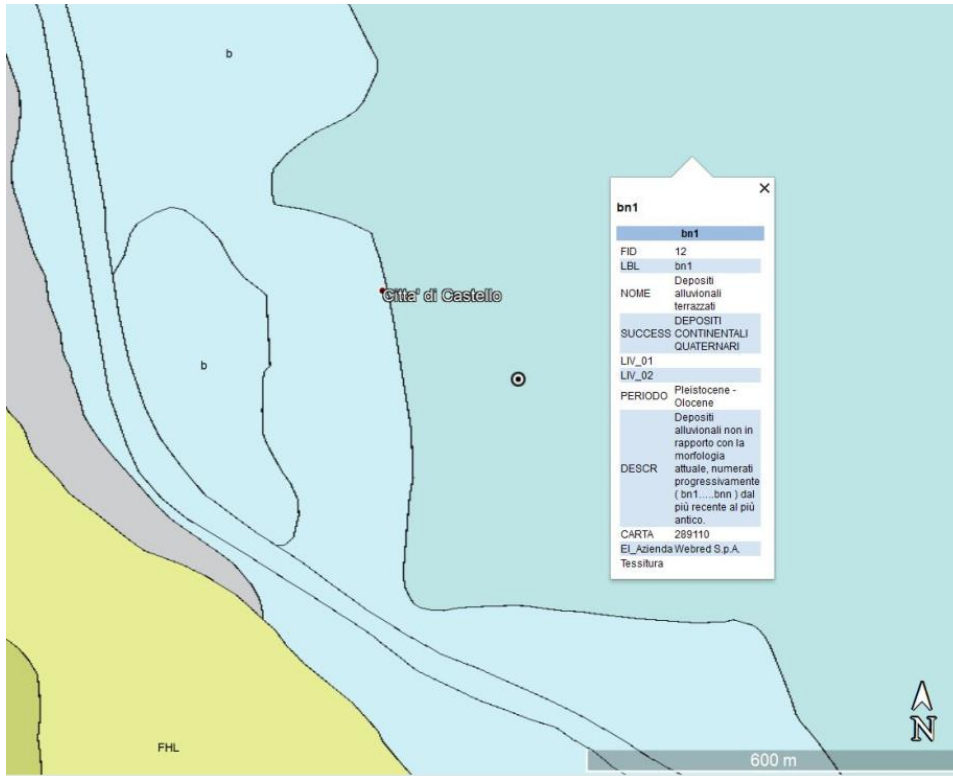 b
Citta' di Castello
b
FHL
bn1
bn1
FID 12
LBL bn1
NOME Depositi
alluvionali
terrazzati
SUCCESS DEPOSITI
CONTINENTALI
QUATERNARI
LIV_01
LIV_02
PERIODO Pleistocene -
Olocene
DESCR Depositi
alluvionali non in
rapporto con la
morfologia
attuale, numerati
progressivamente
( bn1.....bnn ) dal
più recente al più
antico.
CARTA 289110
El_Azienda Webred S.p.A.
Tessitura
N
600 m